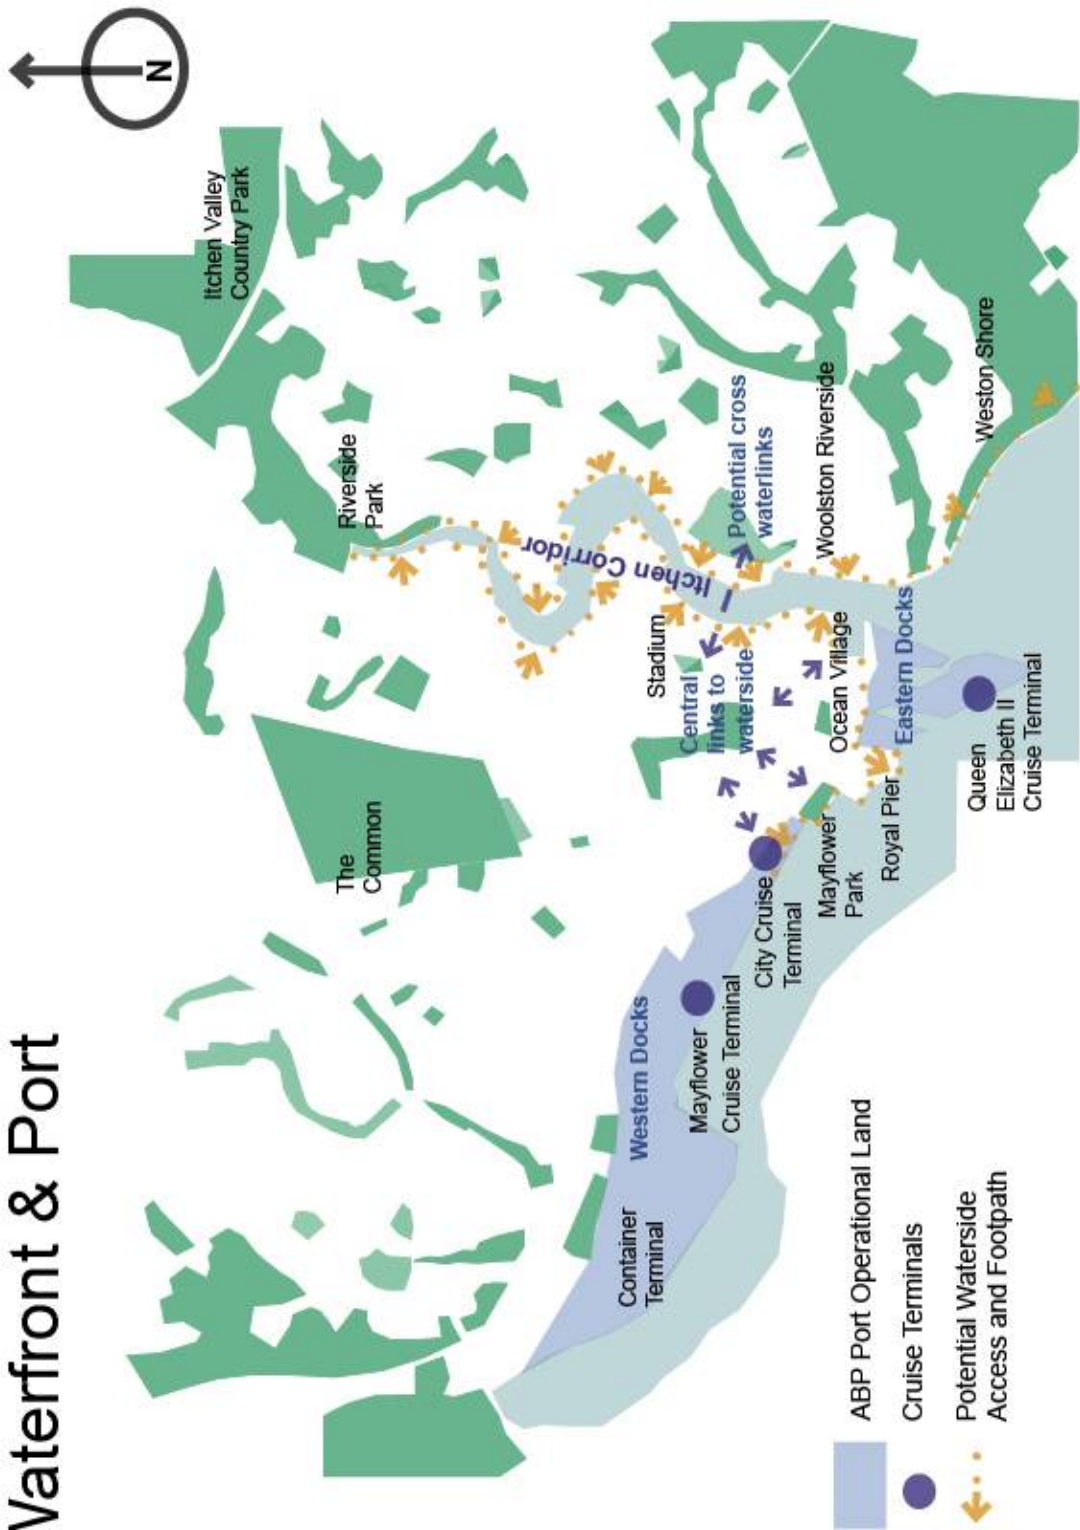 Vaterfront & Port
N
Itchen Valley
Country Park
Riverside
Park
The
Common
Itchen Corridor
Stadium
Central
links to
waterside
Potential cross
waterlinks
Woolston Riverside
Weston Shore
Ocean Village
Eastern Docks
Queen
Elizabeth II
Cruise Terminal
Royal Pier
Mayflower
Park
City Cruise
Terminal
Mayflower
Cruise Terminal
Western Docks
Container
Terminal
ABP Port Operational Land
Cruise Terminals
Potential Waterside
Access and Footpath